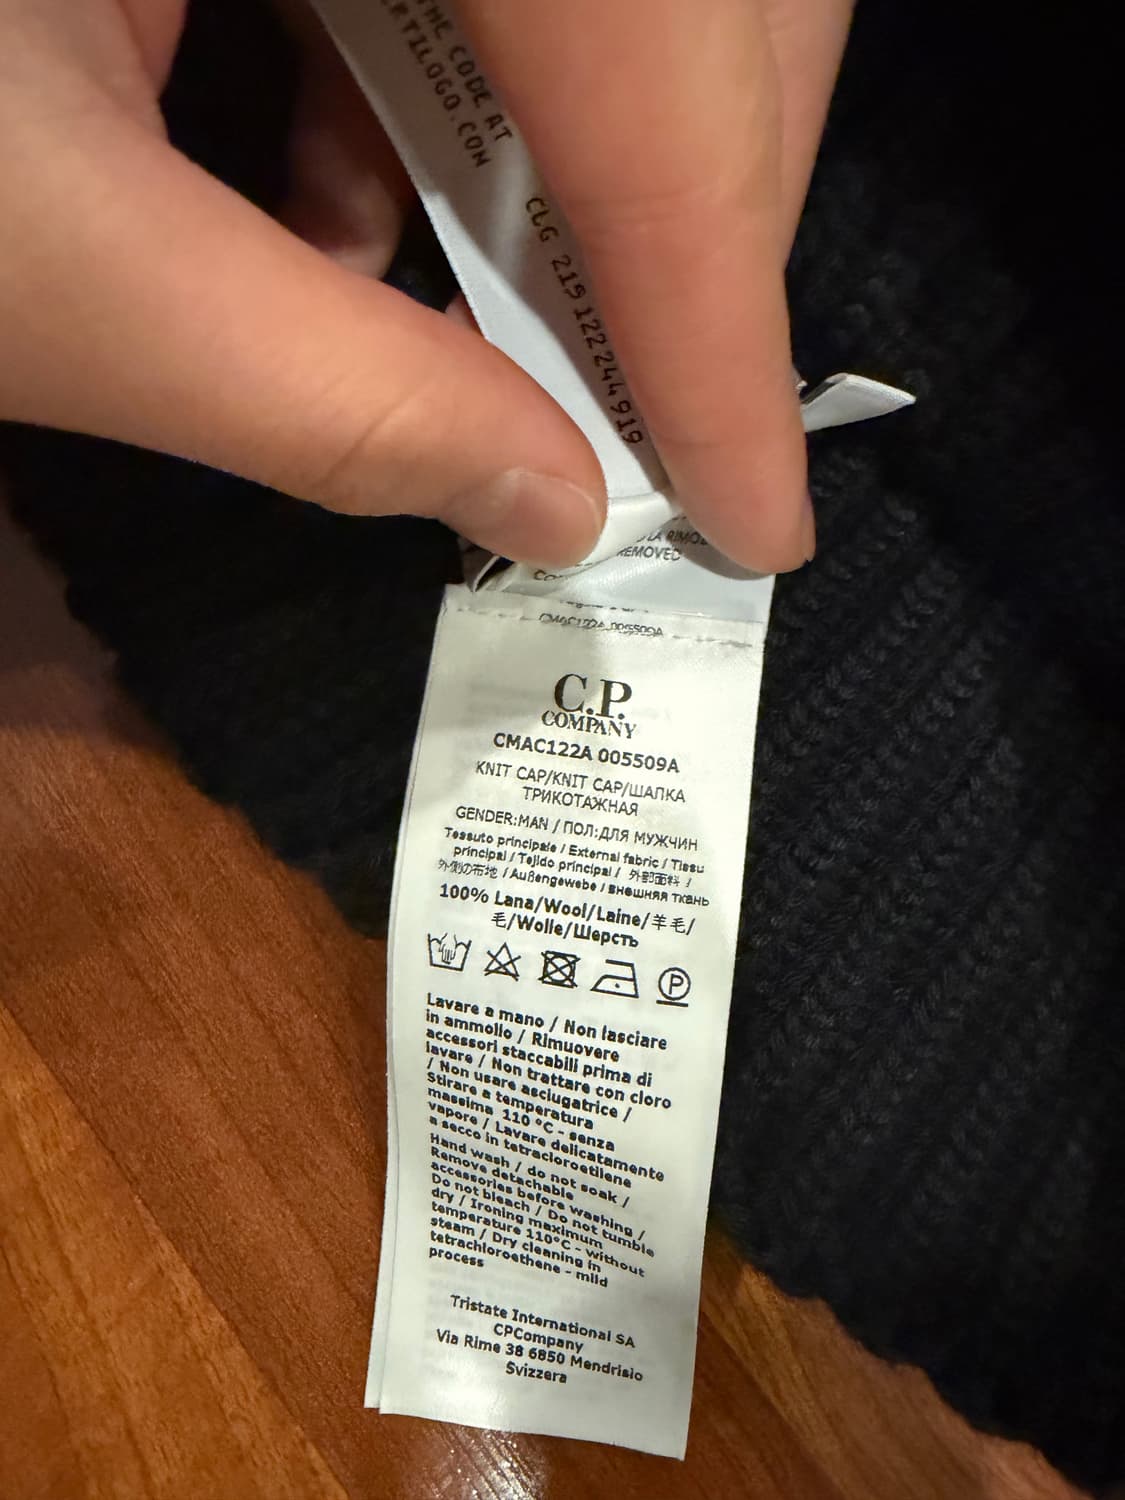 THE CODE AT
CERTILOGO.COM
CLG 219 122 244 919
REMOVED
CMAC122A 005509A
C.P.
COMPANY
CMAC122A 005509A
KNIT CAP/KNIT CAP/ШАПКА
ТРИКОТАЖНАЯ
GENDER:MAN / ПОЛ:ДЛЯ МУЖЧИН
Tessuto principale / External fabric / Tissu
principal / Tejido principal / 外部面料 /
外側の布地 / Außengewebe / внешняя ткань
100% Lana/Wool/Laine/羊毛/
毛/Wolle/Шерсть
P
Lavare a mano / Non lasciare
in ammollo / Rimuovere
accessori staccabili prima di
lavare / Non trattare con cloro
/ Non usare asciugatrice /
Stirare a temperatura
massima 110 °C - senza
vapore / Lavare delicatamente
a secco in tetracloroetilene
Hand wash / do not soak /
Remove detachable
accessories before washing /
Do not bleach / Do not tumble
dry / Ironing maximum
temperature 110°C - without
steam / Dry cleaning in
tetrachloroethene - mild
process
Tristate International SA
CPCompany
Via Rime 38 6850 Mendrisio
Svizzera